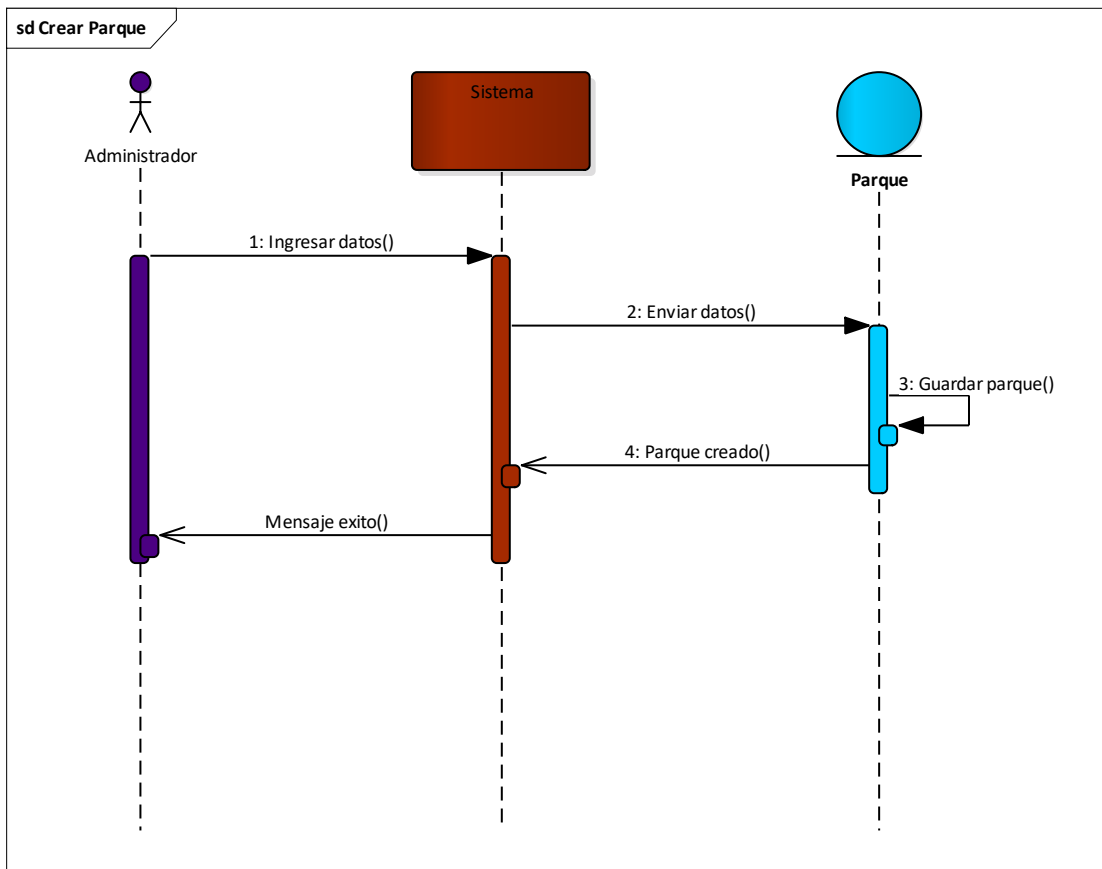 sd Crear Parque
Sistema
Administrador
Parque
1: Ingresar datos()
2: Enviar datos()
3: Guardar parque()
4: Parque creado()
Mensaje exito()